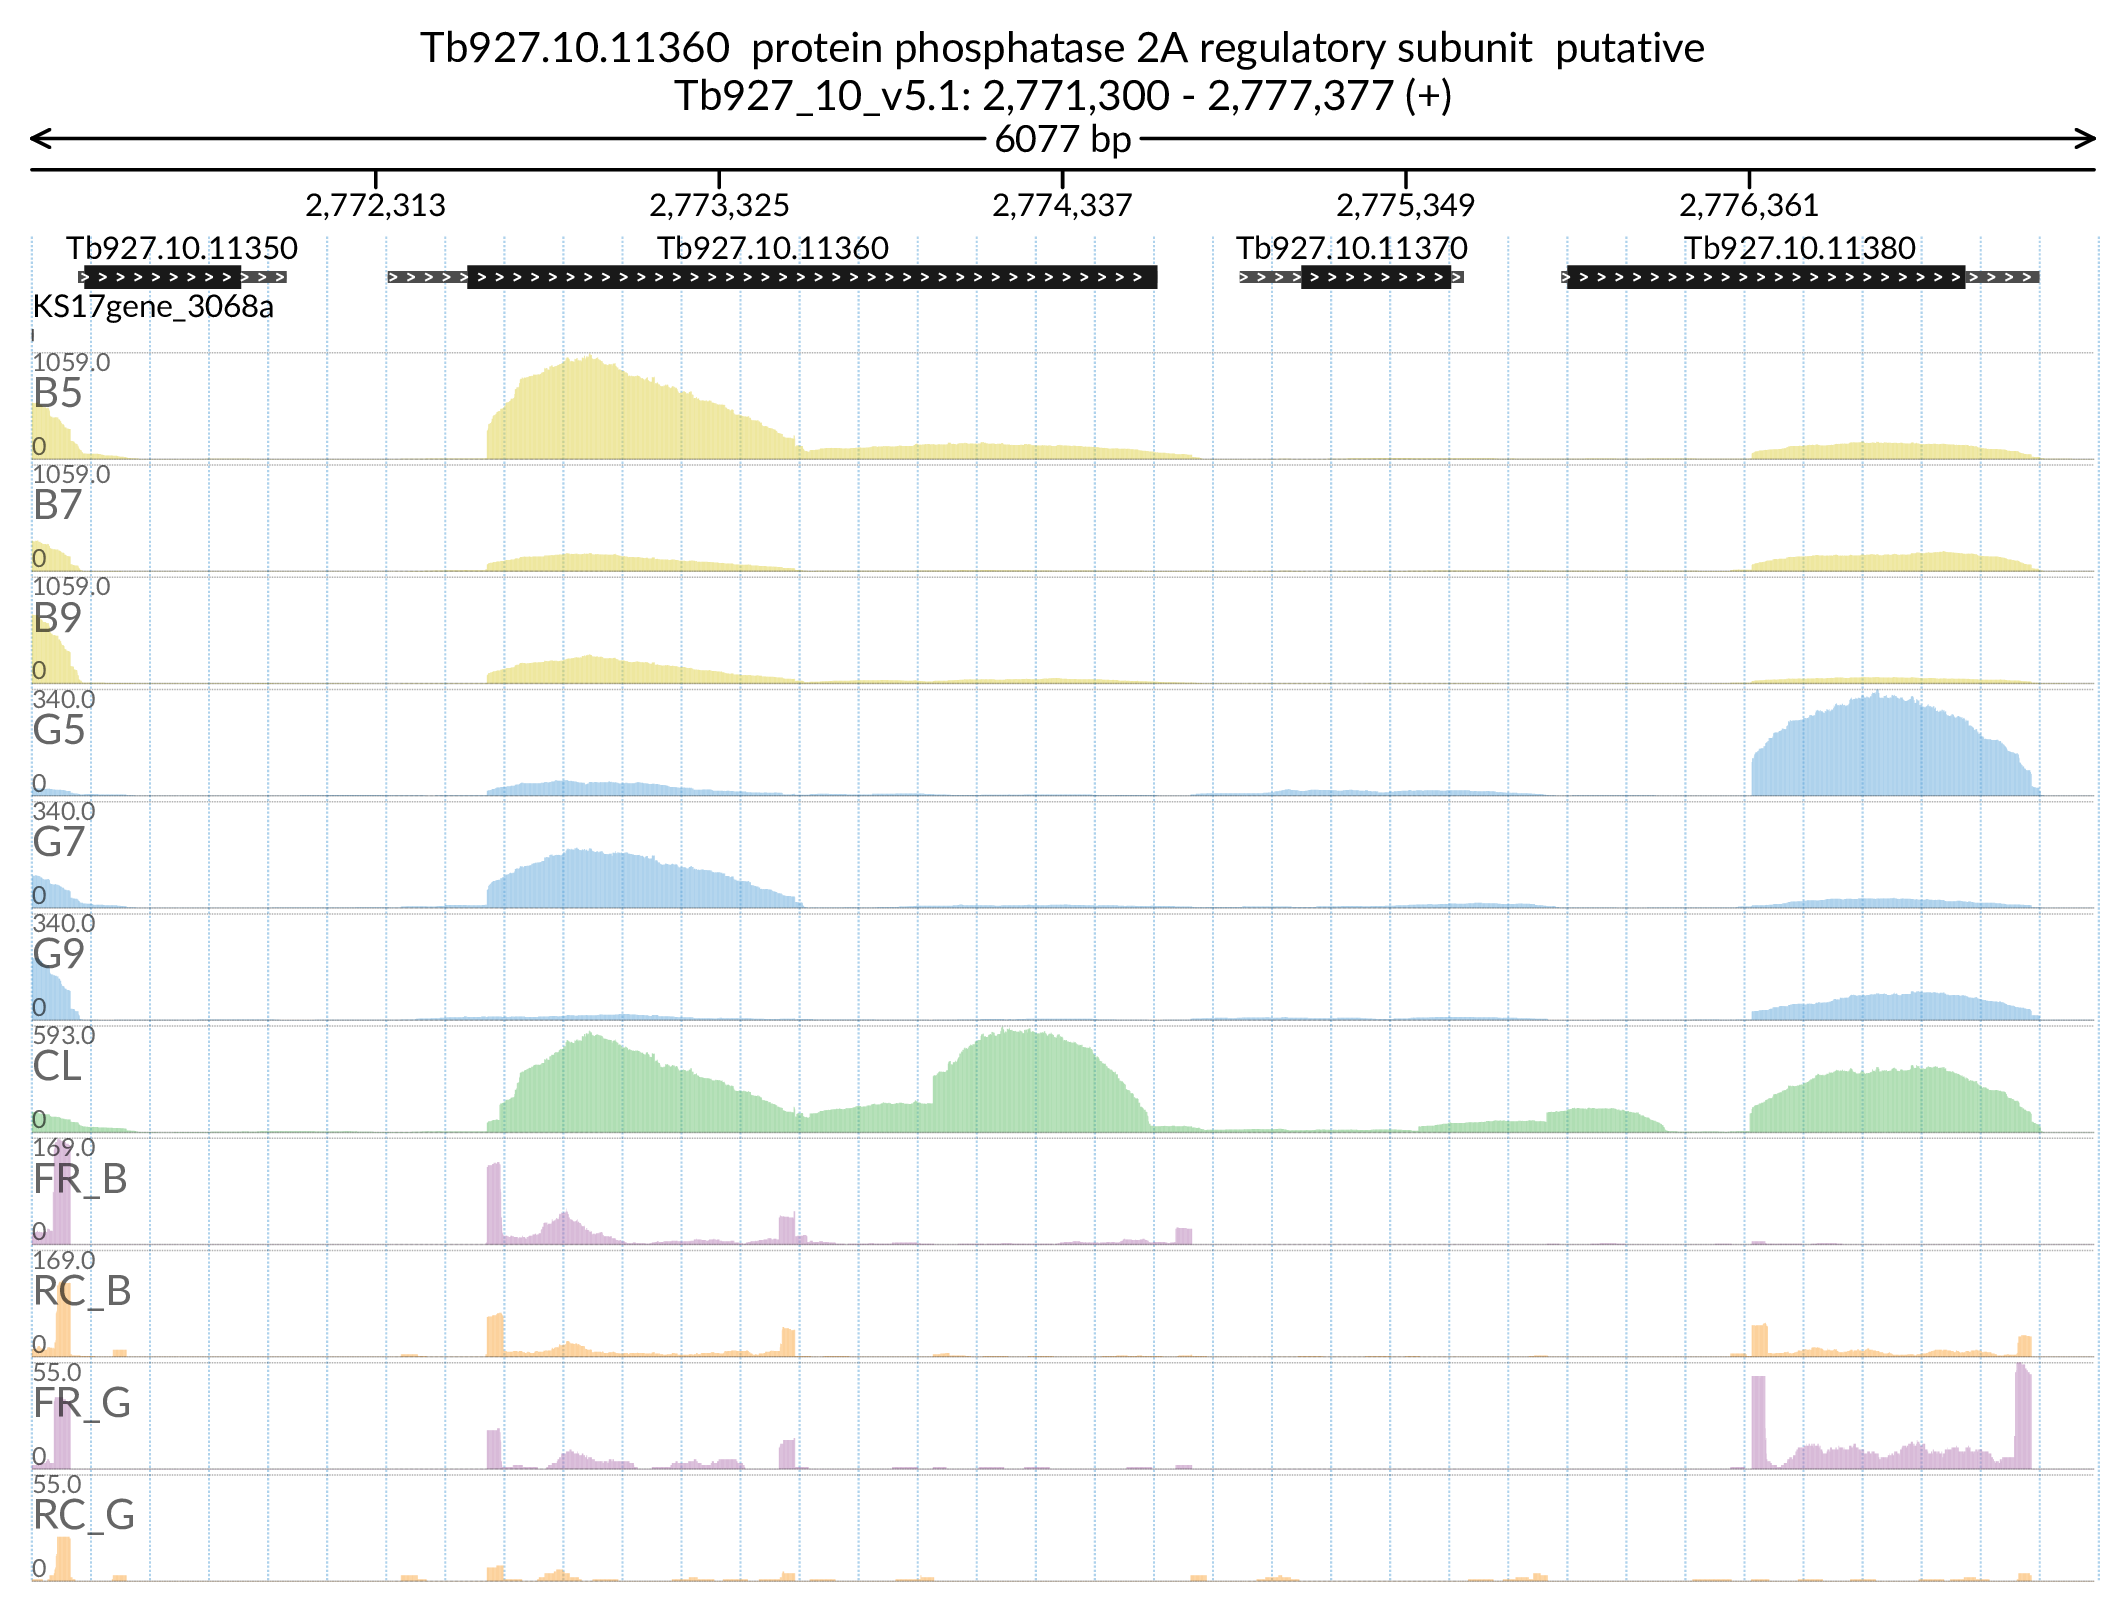 Tb927.10.11360  protein phosphatase 2A regulatory subunit  putative
Tb927_10_v5.1: 2,771,300 - 2,777,377 (+)
6077 bp
2,772,313 2,773,325 2,774,337 2,775,349 2,776,361
Tb927.10.11350 Tb927.10.11360 Tb927.10.11370 Tb927.10.11380
KS17gene_3068a
1059.0
B5
0
1059.0
B7
0
1059.0
B9
0
340.0
G5
0
340.0
G7
0
340.0
G9
0
593.0
CL
0
169.0
FR_B
0
169.0
RC_B
0
55.0
FR_G
0
55.0
RC_G
0